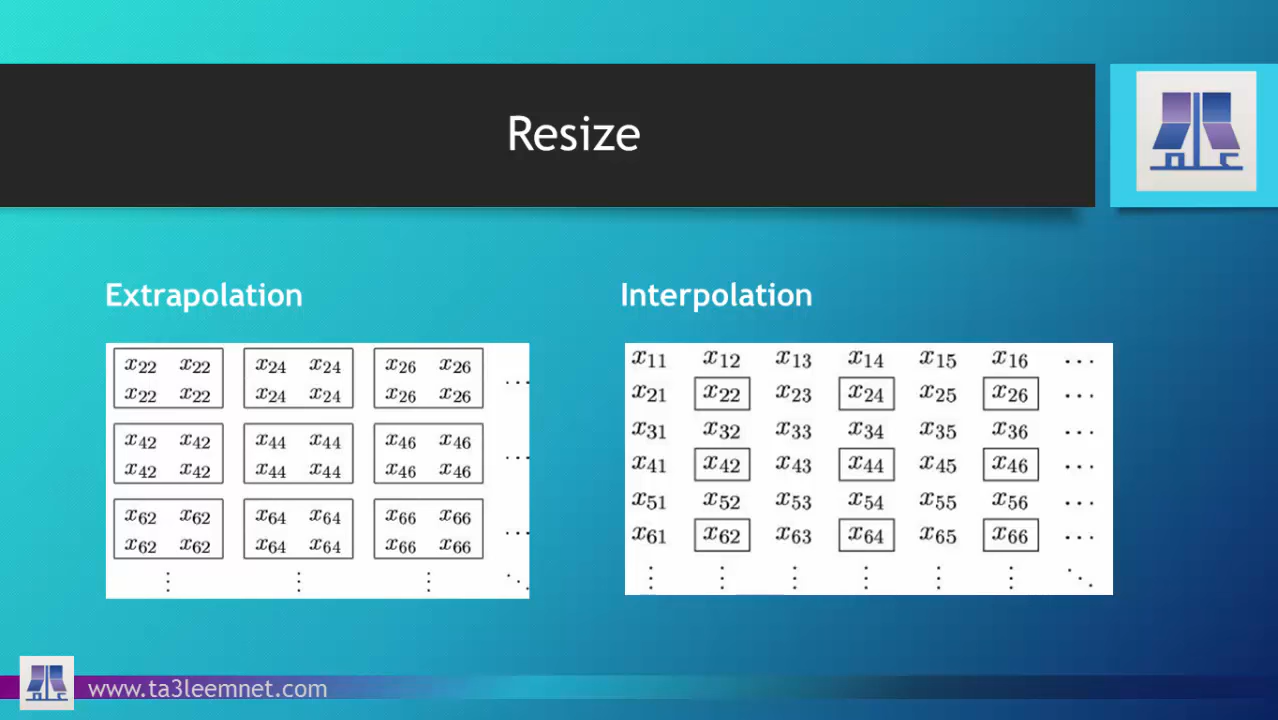 Resize
Extrapolation
x22 x22 x24 x24 x26 x26 ...
x22 x22 x24 x24 x26 x26
x42 x42 x44 x44 x46 x46 ...
x42 x42 x44 x44 x46 x46
x62 x62 x64 x64 x66 x66 ...
x62 x62 x64 x64 x66 x66
⋮ ⋮ ⋮ ⋱
Interpolation
x11 x12 x13 x14 x15 x16 ...
x21 x22 x23 x24 x25 x26 ...
x31 x32 x33 x34 x35 x36 ...
x41 x42 x43 x44 x45 x46 ...
x51 x52 x53 x54 x55 x56 ...
x61 x62 x63 x64 x65 x66 ...
⋮ ⋮ ⋮ ⋮ ⋮ ⋮ ⋱
www.ta3leemnet.com